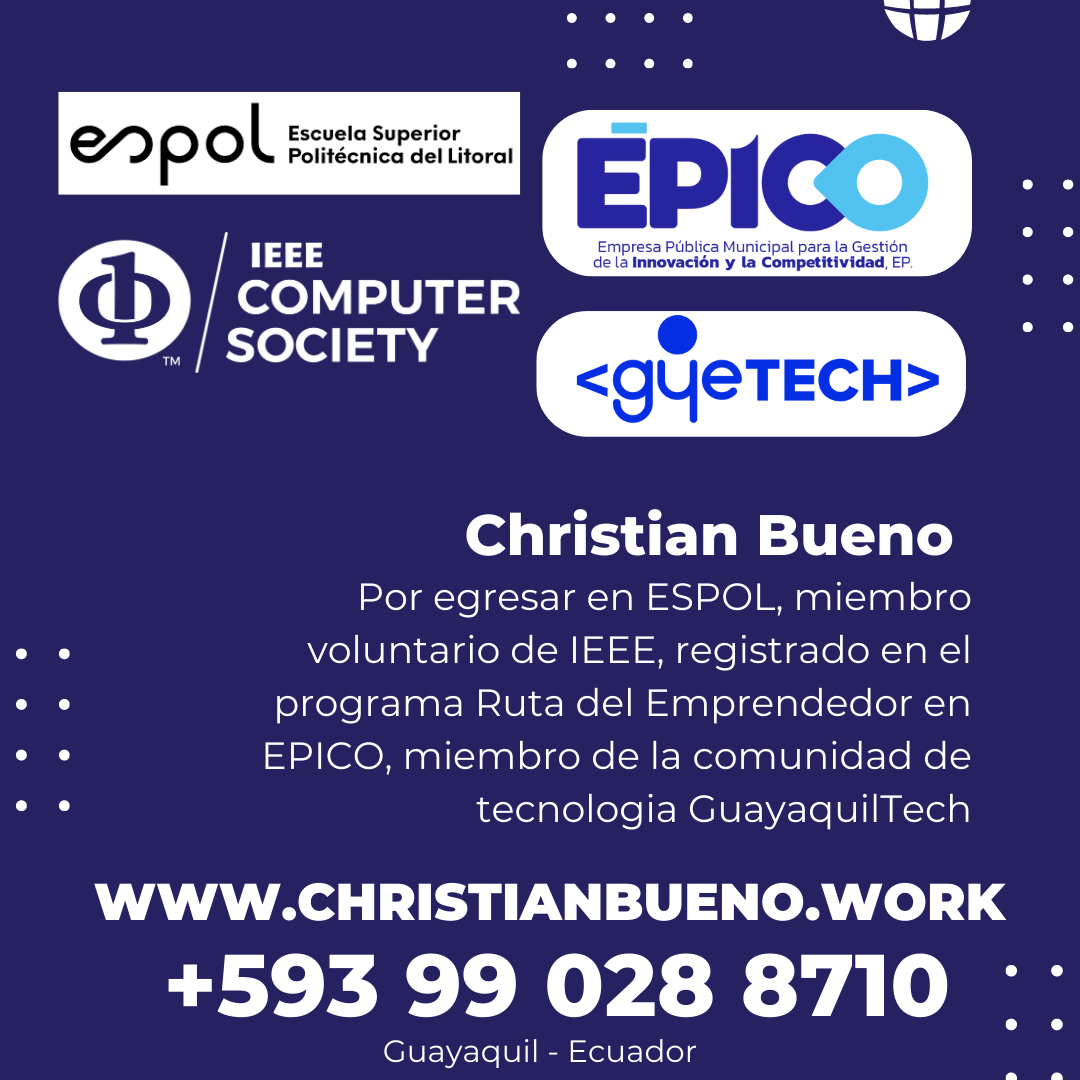 espol
Escuela Superior
Politécnica del Litoral
ÉPICO
Empresa Pública Municipal para la Gestión
de la Innovación y la Competitividad, EP.
IEEE
COMPUTER
SOCIETY
TM
<gyeTECH>
Christian Bueno
Por egresar en ESPOL, miembro
voluntario de IEEE, registrado en el
programa Ruta del Emprendedor en
EPICO, miembro de la comunidad de
tecnologia GuayaquilTech
WWW.CHRISTIANBUENO.WORK
+593 99 028 8710
Guayaquil - Ecuador